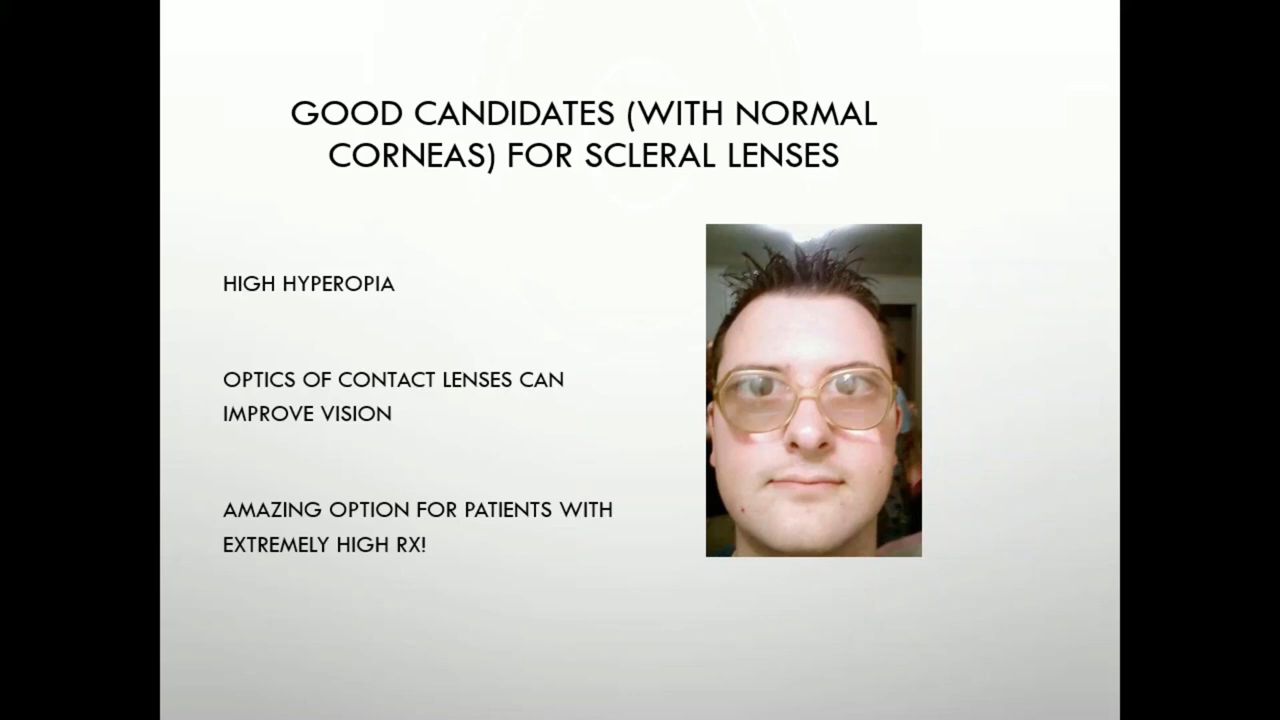 GOOD CANDIDATES (WITH NORMAL
CORNEAS) FOR SCLERAL LENSES
HIGH HYPEROPIA
OPTICS OF CONTACT LENSES CAN
IMPROVE VISION
AMAZING OPTION FOR PATIENTS WITH
EXTREMELY HIGH RX!